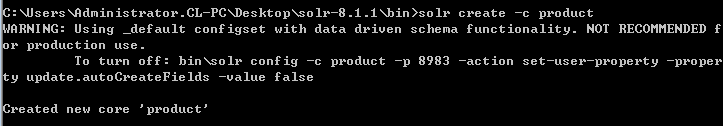 C:\Users\Administrator.CL-PC\Desktop\solr-8.1.1\bin>solr create -c product
WARNING: Using _default configset with data driven schema functionality. NOT RECOMMENDED f
or production use.
         To turn off: bin\solr config -c product -p 8983 -action set-user-property -proper
ty update.autoCreateFields -value false
Created new core 'product'